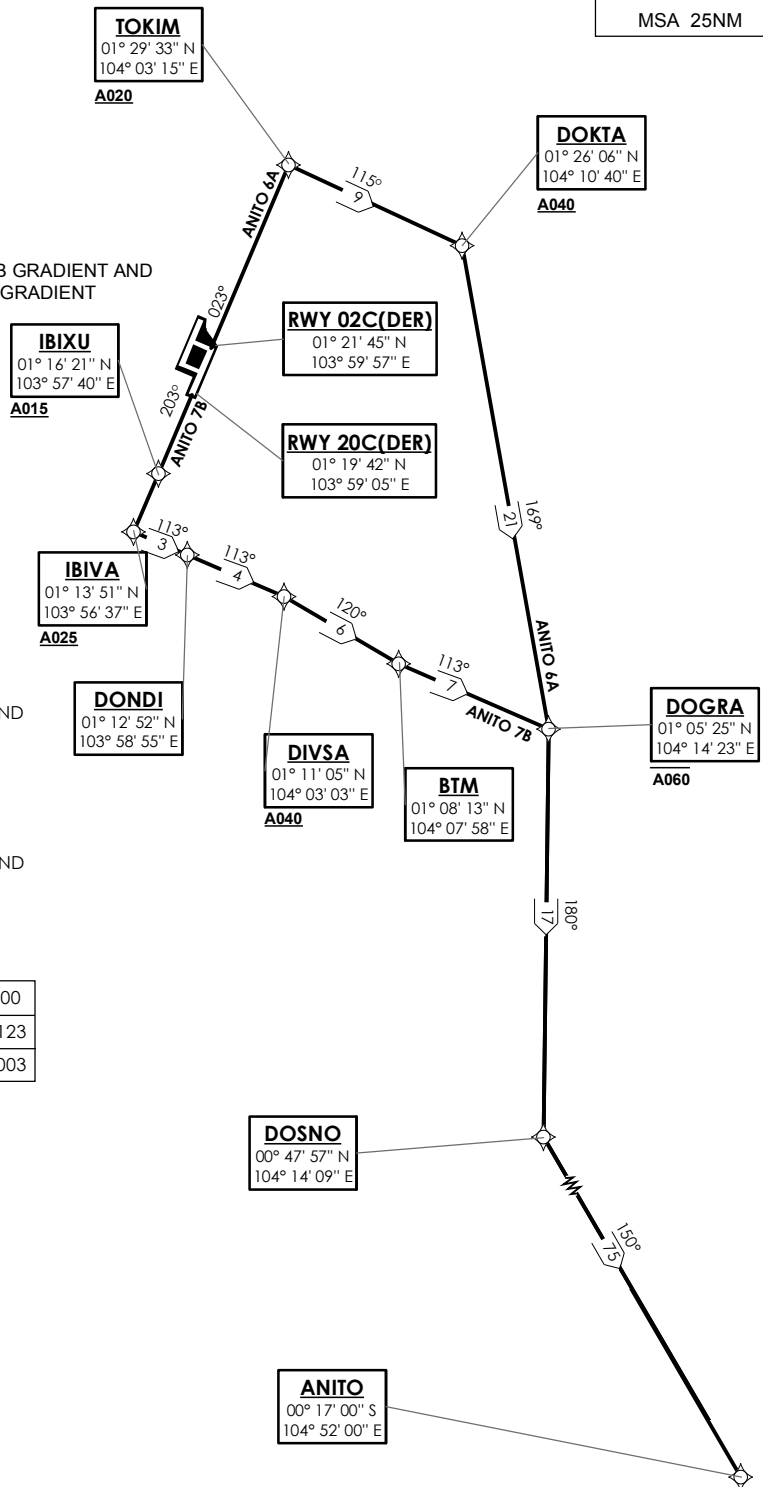 MSA 25NM
TOKIM
01° 29' 33" N
104° 03' 15" E
A020
DOKTA
01° 26' 06" N
104° 10' 40" E
A040
115°
9
ANITO 6A
023°
B GRADIENT AND
GRADIENT
RWY 02C(DER)
01° 21' 45" N
103° 59' 57" E
IBIXU
01° 16' 21" N
103° 57' 40" E
A015
203°
ANITO 7B
RWY 20C(DER)
01° 19' 42" N
103° 59' 05" E
169°
21
ANITO 6A
113°
3
113°
4
120°
6
113°
7
ANITO 7B
IBIVA
01° 13' 51" N
103° 56' 37" E
A025
DONDI
01° 12' 52" N
103° 58' 55" E
ND
DIVSA
01° 11' 05" N
104° 03' 03" E
A040
BTM
01° 08' 13" N
104° 07' 58" E
DOGRA
01° 05' 25" N
104° 14' 23" E
A060
ND
180°
17
00
123
003
DOSNO
00° 47' 57" N
104° 14' 09" E
150°
75
ANITO
00° 17' 00" S
104° 52' 00" E